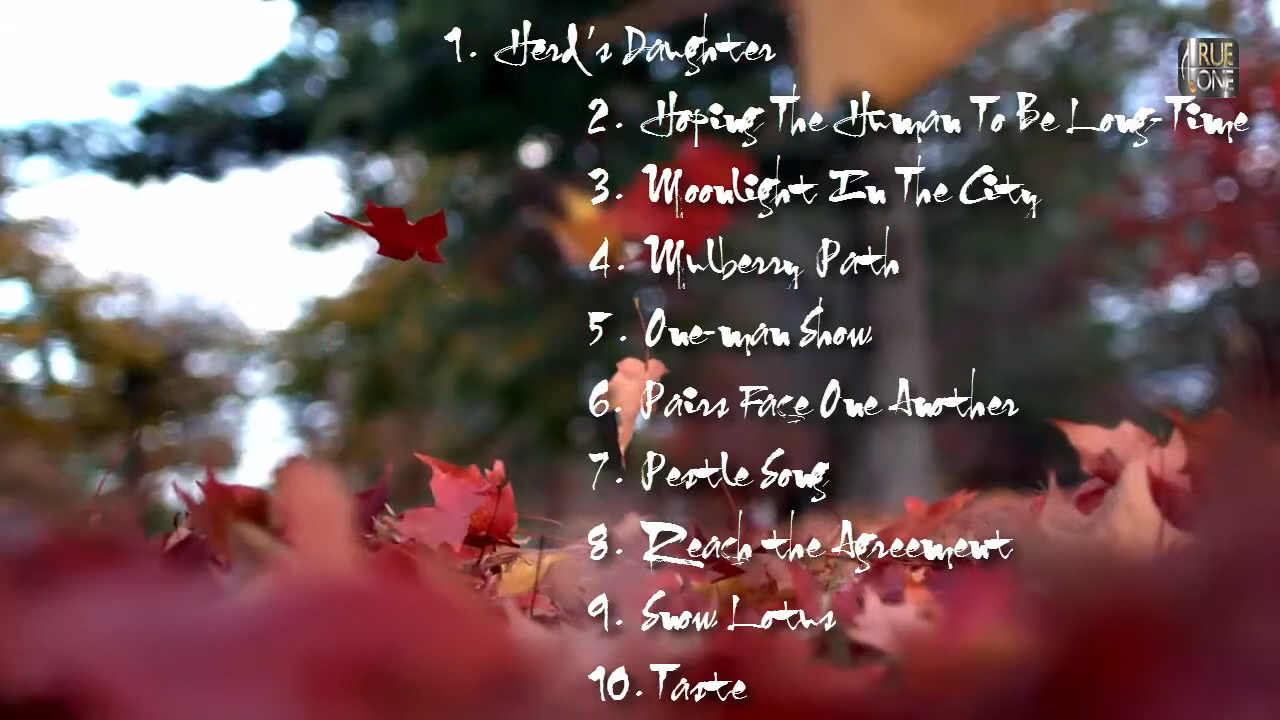 1. Herd's Daughter
TRUE
TONE
2. Hoping The Human To Be Long-Time
3. Moonlight In The City
4. Mulberry Path
5. One-man Show
6. Pairs Face One Another
7. Pestle Song
8. Reach the Agreement
9. Snow Lotus
10. Taste